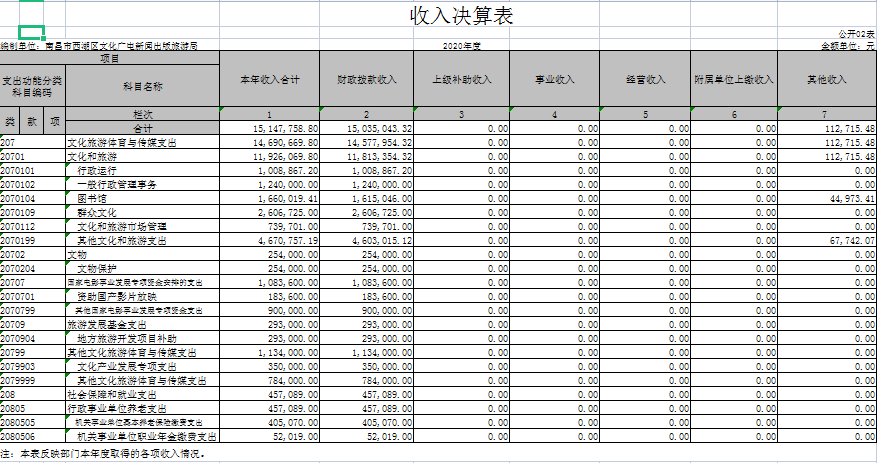 收入决算表
公开02表
编制单位：南昌市西湖区文化广电新闻出版旅游局 2020年度 金额单位：元
项目 本年收入合计 财政拨款收入 上级补助收入 事业收入 经营收入 附属单位上缴收入 其他收入
支出功能分类科目编码 科目名称
类 款 项 栏次 1 2 3 4 5 6 7
合计 15,147,758.80 15,035,043.32 0.00 0.00 0.00 0.00 112,715.48
207 文化旅游体育与传媒支出 14,690,669.80 14,577,954.32 0.00 0.00 0.00 0.00 112,715.48
20701 文化和旅游 11,926,069.80 11,813,354.32 0.00 0.00 0.00 0.00 112,715.48
2070101 行政运行 1,008,867.20 1,008,867.20 0.00 0.00 0.00 0.00 0.00
2070102 一般行政管理事务 1,240,000.00 1,240,000.00 0.00 0.00 0.00 0.00 0.00
2070104 图书馆 1,660,019.41 1,615,046.00 0.00 0.00 0.00 0.00 44,973.41
2070109 群众文化 2,606,725.00 2,606,725.00 0.00 0.00 0.00 0.00 0.00
2070112 文化和旅游市场管理 739,701.00 739,701.00 0.00 0.00 0.00 0.00 0.00
2070199 其他文化和旅游支出 4,670,757.19 4,603,015.12 0.00 0.00 0.00 0.00 67,742.07
20702 文物 254,000.00 254,000.00 0.00 0.00 0.00 0.00 0.00
2070204 文物保护 254,000.00 254,000.00 0.00 0.00 0.00 0.00 0.00
20707 国家电影事业发展专项资金安排的支出 1,083,600.00 1,083,600.00 0.00 0.00 0.00 0.00 0.00
2070701 资助国产影片放映 183,600.00 183,600.00 0.00 0.00 0.00 0.00 0.00
2070799 其他国家电影事业发展专项资金支出 900,000.00 900,000.00 0.00 0.00 0.00 0.00 0.00
20709 旅游发展基金支出 293,000.00 293,000.00 0.00 0.00 0.00 0.00 0.00
2070904 地方旅游开发项目补助 293,000.00 293,000.00 0.00 0.00 0.00 0.00 0.00
20799 其他文化旅游体育与传媒支出 1,134,000.00 1,134,000.00 0.00 0.00 0.00 0.00 0.00
2079903 文化产业发展专项支出 350,000.00 350,000.00 0.00 0.00 0.00 0.00 0.00
2079999 其他文化旅游体育与传媒支出 784,000.00 784,000.00 0.00 0.00 0.00 0.00 0.00
208 社会保障和就业支出 457,089.00 457,089.00 0.00 0.00 0.00 0.00 0.00
20805 行政事业单位养老支出 457,089.00 457,089.00 0.00 0.00 0.00 0.00 0.00
2080505 机关事业单位基本养老保险缴费支出 405,070.00 405,070.00 0.00 0.00 0.00 0.00 0.00
2080506 机关事业单位职业年金缴费支出 52,019.00 52,019.00 0.00 0.00 0.00 0.00 0.00
注：本表反映部门本年度取得的各项收入情况。